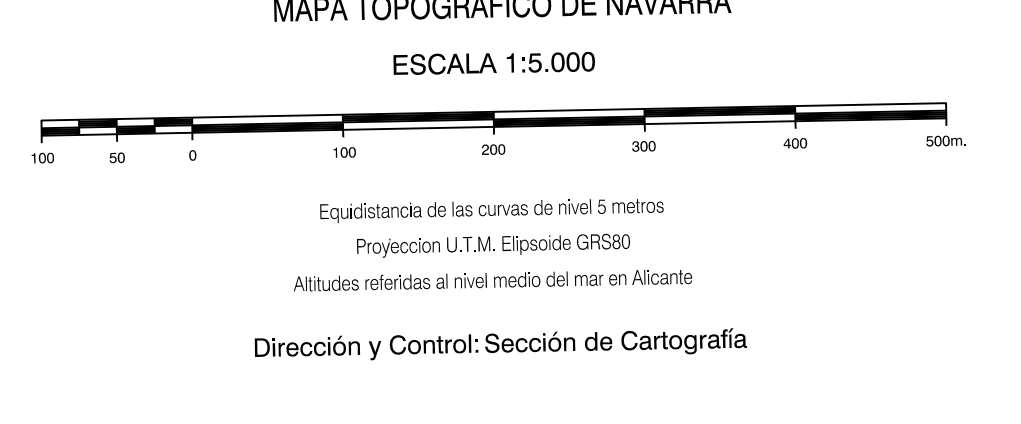 MAPA TOPOGRAFICO DE NAVARRA
ESCALA 1:5.000
100 50 0 100 200 300 400 500m.
Equidistancia de las curvas de nivel 5 metros
Proyeccion U.T.M. Elipsoide GRS80
Altitudes referidas al nivel medio del mar en Alicante
Dirección y Control: Sección de Cartografía